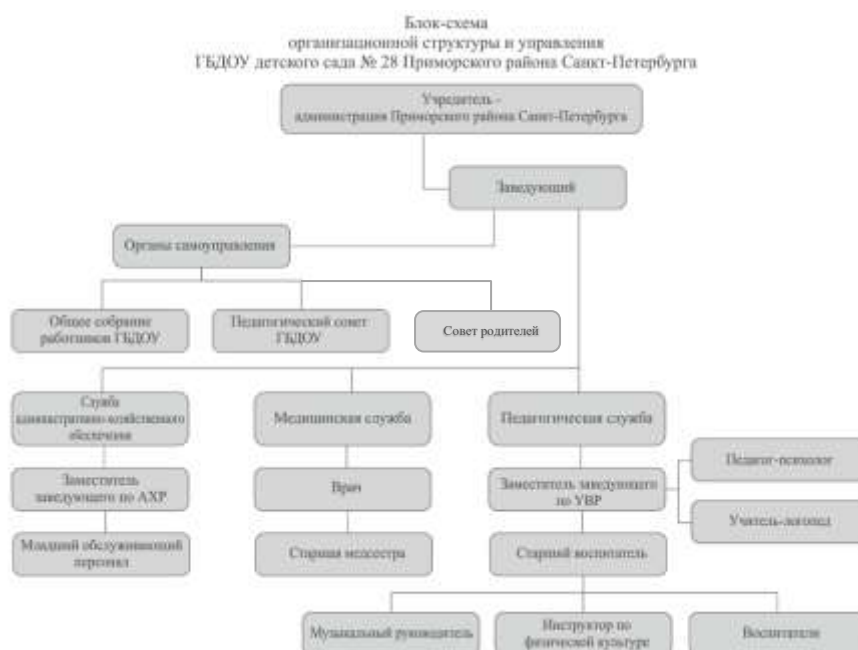 Блок-схема
организационной структуры и управления
ГБДОУ детского сада № 28 Приморского района Санкт-Петербурга
Учредитель -
администрация Приморского района Санкт-Петербурга
Заведующий
Органы самоуправления
Общее собрание
работников ГБДОУ
Педагогический совет
ГБДОУ
Совет родителей
Служба
административно-хозяйственного
обеспечения
Медицинская служба
Педагогическая служба
Заместитель
заведующего по АХР
Врач
Заместитель заведующего
по УВР
Педагог-психолог
Учитель-логопед
Младший обслуживающий
персонал
Старшая медсестра
Старший воспитатель
Музыкальный руководитель
Инструктор по
физической культуре
Воспитатели